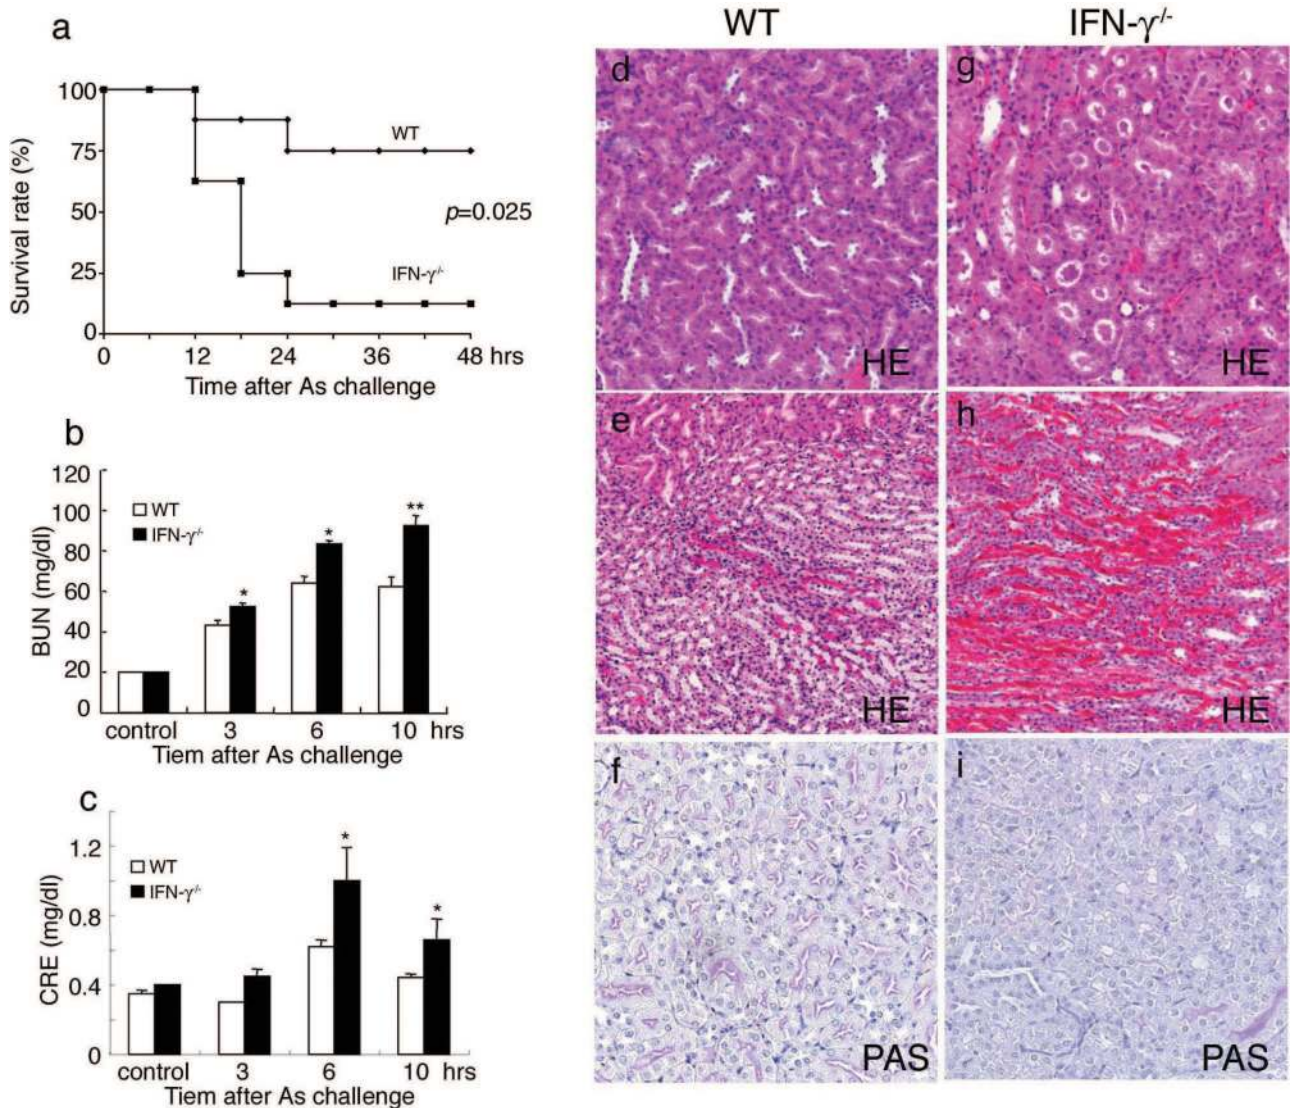 a
100
75
50
25
0
Survival rate (%)
WT
p=0.025
IFN-γ-/-
0 12 24 36 48 hrs
Time after As challenge
b
120
100
80
60
40
20
0
BUN (mg/dl)
WT
IFN-γ-/-
* * **
control 3 6 10 hrs
Tiem after As challenge
c
1.2
0.8
0.4
0
CRE (mg/dl)
WT
IFN-γ-/-
* *
control 3 6 10 hrs
Tiem after As challenge
WT IFN-γ-/-
d
HE
g
HE
e
HE
h
HE
f
PAS
i
PAS